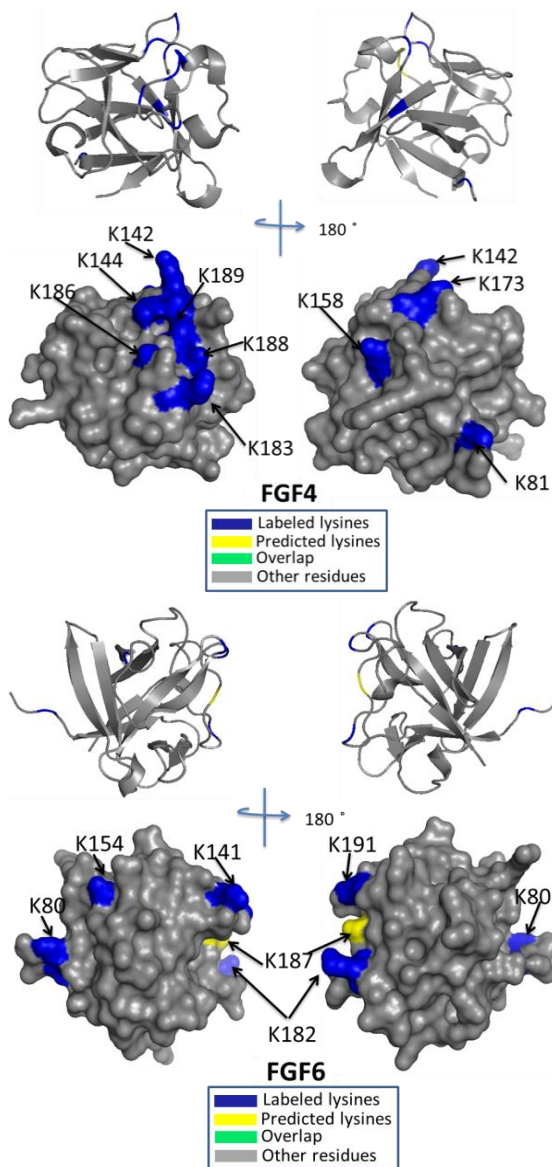 180 °
K142
K144
K189
K186
K188
K183
K142
K173
K158
K81
FGF4
Labeled lysines
Predicted lysines
Overlap
Other residues
180 °
K154
K141
K80
K191
K80
K187
K182
FGF6
Labeled lysines
Predicted lysines
Overlap
Other residues